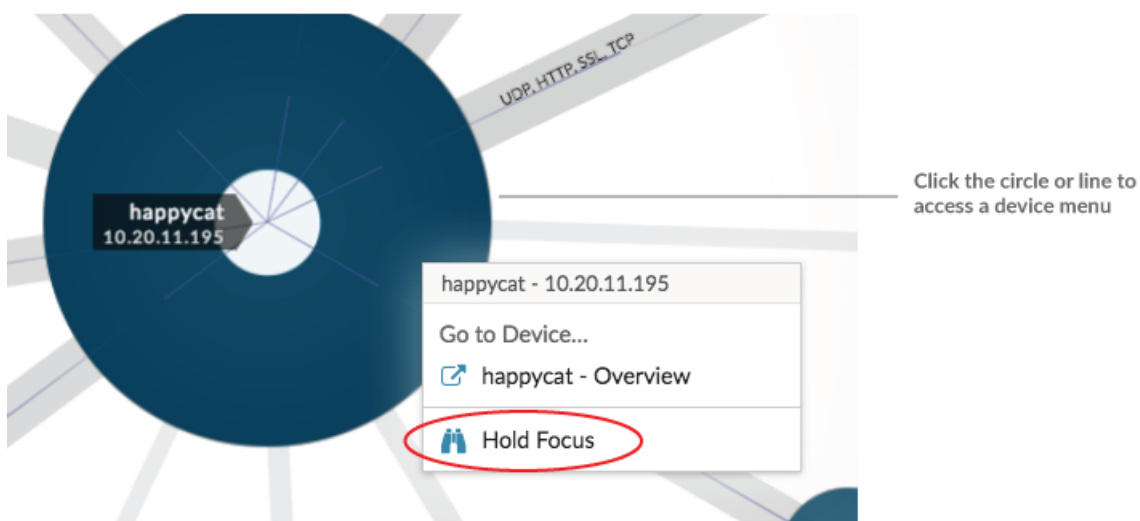 UDP, HTTP, SSL, TCP
Click the circle or line to
access a device menu
happycat
10.20.11.195
happycat - 10.20.11.195
Go to Device...
happycat - Overview
Hold Focus